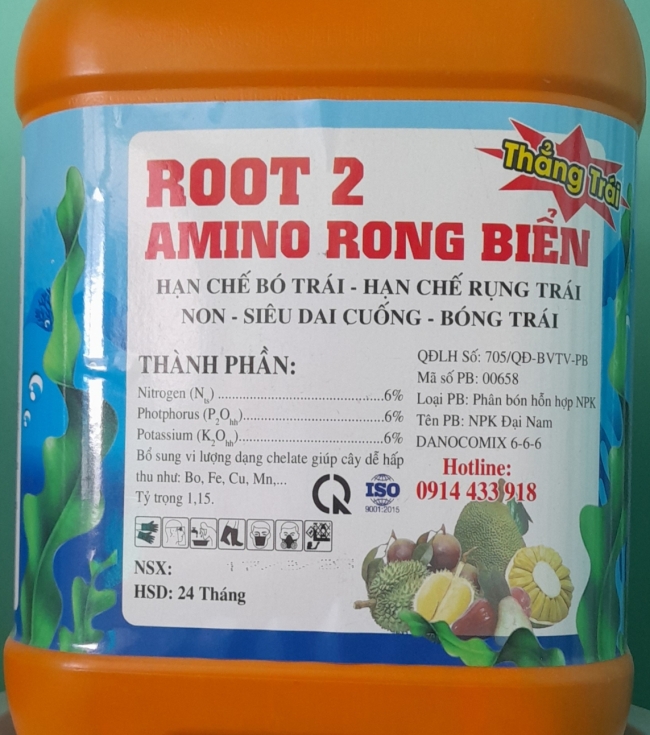 Thẳng Trái
ROOT 2
AMINO RONG BIỂN
HẠN CHẾ BÓ TRÁI - HẠN CHẾ RỤNG TRÁI
NON - SIÊU DAI CUỐNG - BÓNG TRÁI
THÀNH PHẦN:
Nitrogen (Nts) ..........................................6%
Photphorus (P2Ohh)..................................6%
Potassium (K2Ohh)....................................6%
Bổ sung vi lượng dạng chelate giúp cây dễ hấp
thu như: Bo, Fe, Cu, Mn,...
Tỷ trọng 1,15.
QĐLH Số: 705/QĐ-BVTV-PB
Mã số PB: 00658
Loại PB: Phân bón hỗn hợp NPK
Tên PB: NPK Đại Nam
DANOCOMIX 6-6-6
Hotline:
0914 433 918
ISO
9001:2015
NSX:
HSD: 24 Tháng